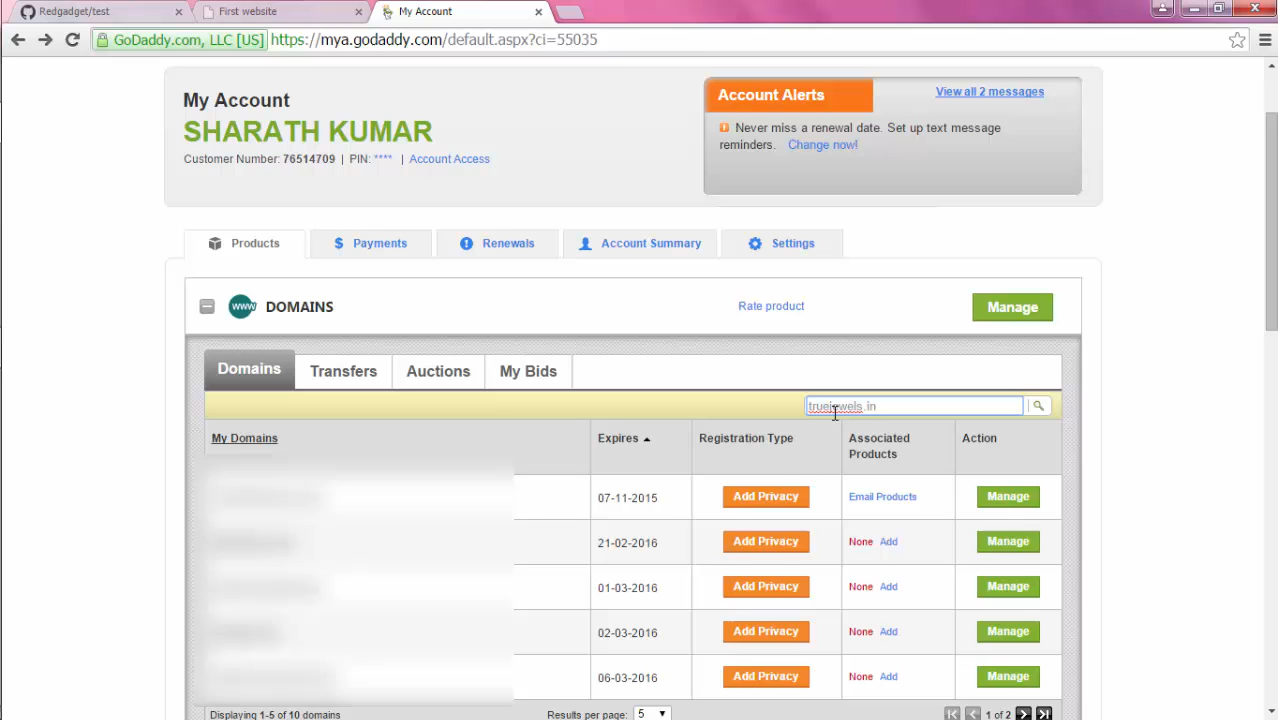 Redgadget/test
First website
My Account
GoDaddy.com, LLC [US] https://mya.godaddy.com/default.aspx?ci=55035
My Account
SHARATH KUMAR
Customer Number: 76514709 | PIN: **** | Account Access
Account Alerts
View all 2 messages
Never miss a renewal date. Set up text message
reminders. Change now!
Products
Payments
Renewals
Account Summary
Settings
DOMAINS
Rate product
Manage
Domains
Transfers
Auctions
My Bids
truejewels.in
My Domains
Expires
Registration Type
Associated
Products
Action
07-11-2015 Add Privacy Email Products Manage
21-02-2016 Add Privacy None Add Manage
01-03-2016 Add Privacy None Add Manage
02-03-2016 Add Privacy None Add Manage
06-03-2016 Add Privacy None Add Manage
Displaying 1-5 of 10 domains Results per page: 5 1 of 2